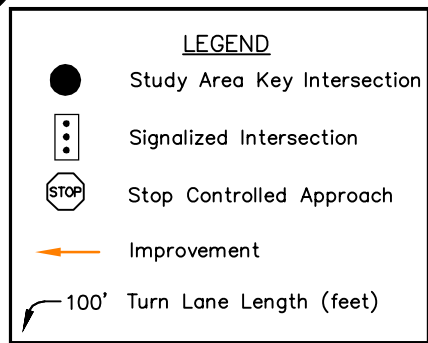 LEGEND
Study Area Key Intersection
Signalized Intersection
STOP Stop Controlled Approach
Improvement
100' Turn Lane Length (feet)